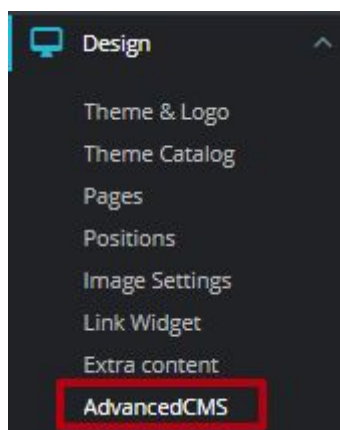 Design
Theme & Logo
Theme Catalog
Pages
Positions
Image Settings
Link Widget
Extra content
AdvancedCMS